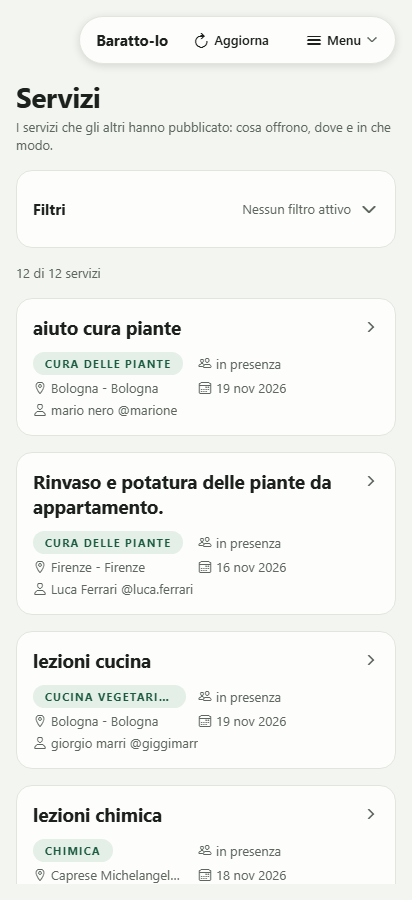 Baratto-lo Aggiorna Menu
Servizi
I servizi che gli altri hanno pubblicato: cosa offrono, dove e in che
modo.
Filtri Nessun filtro attivo
12 di 12 servizi
aiuto cura piante
CURA DELLE PIANTE in presenza
Bologna - Bologna 19 nov 2026
mario nero @marione
Rinvaso e potatura delle piante da
appartamento.
CURA DELLE PIANTE in presenza
Firenze - Firenze 16 nov 2026
Luca Ferrari @luca.ferrari
lezioni cucina
CUCINA VEGETARI... in presenza
Bologna - Bologna 19 nov 2026
giorgio marri @giggimarr
lezioni chimica
CHIMICA in presenza
Caprese Michelangel... 18 nov 2026